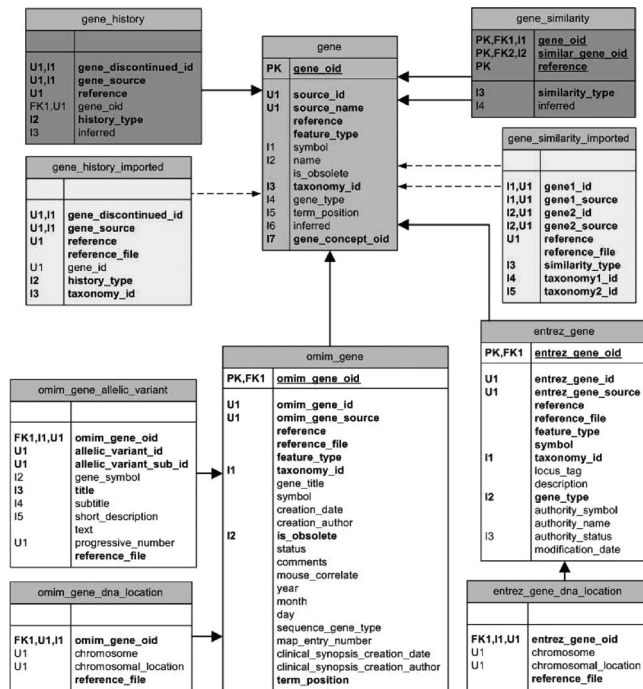 gene_history
U1,I1 gene_discontinued_id
U1,I1 gene_source
U1 reference
FK1,U1 gene_oid
I2 history_type
I3 inferred
gene
PK gene_oid
U1 source_id
U1 source_name
reference
feature_type
I1 symbol
I2 name
is_obsolete
I3 taxonomy_id
I4 gene_type
I5 term_position
I6 inferred
I7 gene_concept_oid
gene_similarity
PK,FK1,I1 gene_oid
PK,FK2,I2 similar_gene_oid
PK reference
I3 similarity_type
I4 inferred
gene_history_imported
U1,I1 gene_discontinued_id
U1,I1 gene_source
U1 reference
reference_file
U1 gene_id
I2 history_type
I3 taxonomy_id
gene_similarity_imported
I1,U1 gene1_id
I1,U1 gene1_source
I2,U1 gene2_id
I2,U1 gene2_source
U1 reference
reference_file
I3 similarity_type
I4 taxonomy1_id
I5 taxonomy2_id
omim_gene_allelic_variant
FK1,I1,U1 omim_gene_oid
U1 allelic_variant_id
U1 allelic_variant_sub_id
I2 gene_symbol
I3 title
I4 subtitle
I5 short_description
text
U1 progressive_number
reference_file
omim_gene
PK,FK1 omim_gene_oid
U1 omim_gene_id
U1 omim_gene_source
reference
reference_file
feature_type
I1 taxonomy_id
gene_title
symbol
creation_date
creation_author
I2 is_obsolete
status
comments
mouse_correlate
year
month
day
sequence_gene_type
map_entry_number
clinical_synopsis_creation_date
clinical_synopsis_creation_author
term_position
entrez_gene
PK,FK1 entrez_gene_oid
U1 entrez_gene_id
U1 entrez_gene_source
reference
reference_file
feature_type
symbol
I1 taxonomy_id
locus_tag
description
I2 gene_type
authority_symbol
authority_name
I3 authority_status
modification_date
omim_gene_dna_location
FK1,U1,I1 omim_gene_oid
U1 chromosome
U1 chromosomal_location
reference_file
entrez_gene_dna_location
FK1,I1,U1 entrez_gene_oid
U1 chromosome
U1 chromosomal_location
reference_file